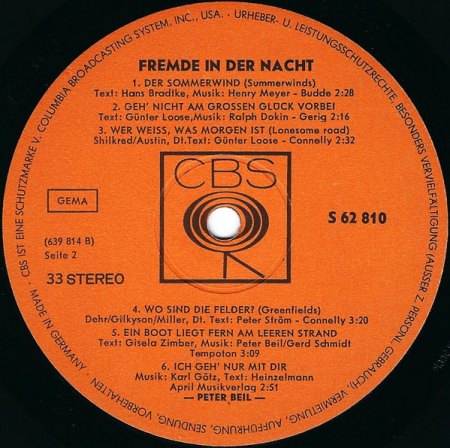 CBS IST EINE SCHUTZMARKE V. COLUMBIA BROADCASTING SYSTEM, INC., USA. · URHEBER- U. LEISTUNGSSCHUTZRECHTE, BESONDERS VERVIELFÄLTIGUNG (AUSSER Z. PERSÖNL. GEBRAUCH), VERMIETUNG, AUFFÜHRUNG, SENDUNG, VORBEHALTEN · MADE IN GERMANY ·
FREMDE IN DER NACHT
1. DER SOMMERWIND (Summerwinds)
Text: Hans Bradtke, Musik: Henry Meyer - Budde 2:28
2. GEH' NICHT AM GROSSEN GLÜCK VORBEI
Text: Günter Loose, Musik: Ralph Dokin - Gerig 2:16
3. WER WEISS, WAS MORGEN IST (Lonesome road)
Shilkred/Austin, Dt.Text: Günter Loose - Connelly 2:32
CBS
GEMA
S 62 810
(639 814 B)
Seite 2
33 STEREO
4. WO SIND DIE FELDER? (Greenfields)
Dehr/Gilkyson/Miller, Dt. Text: Peter Ström - Connelly 3:20
5. EIN BOOT LIEGT FERN AM LEEREN STRAND
Text: Gisela Zimber, Musik: Peter Beil/Gerd Schmidt
Tempoton 3:09
6. ICH GEH' NUR MIT DIR
Musik: Karl Götz, Text: Heinzelmann
April Musikverlag 2:51
— PETER BEIL —